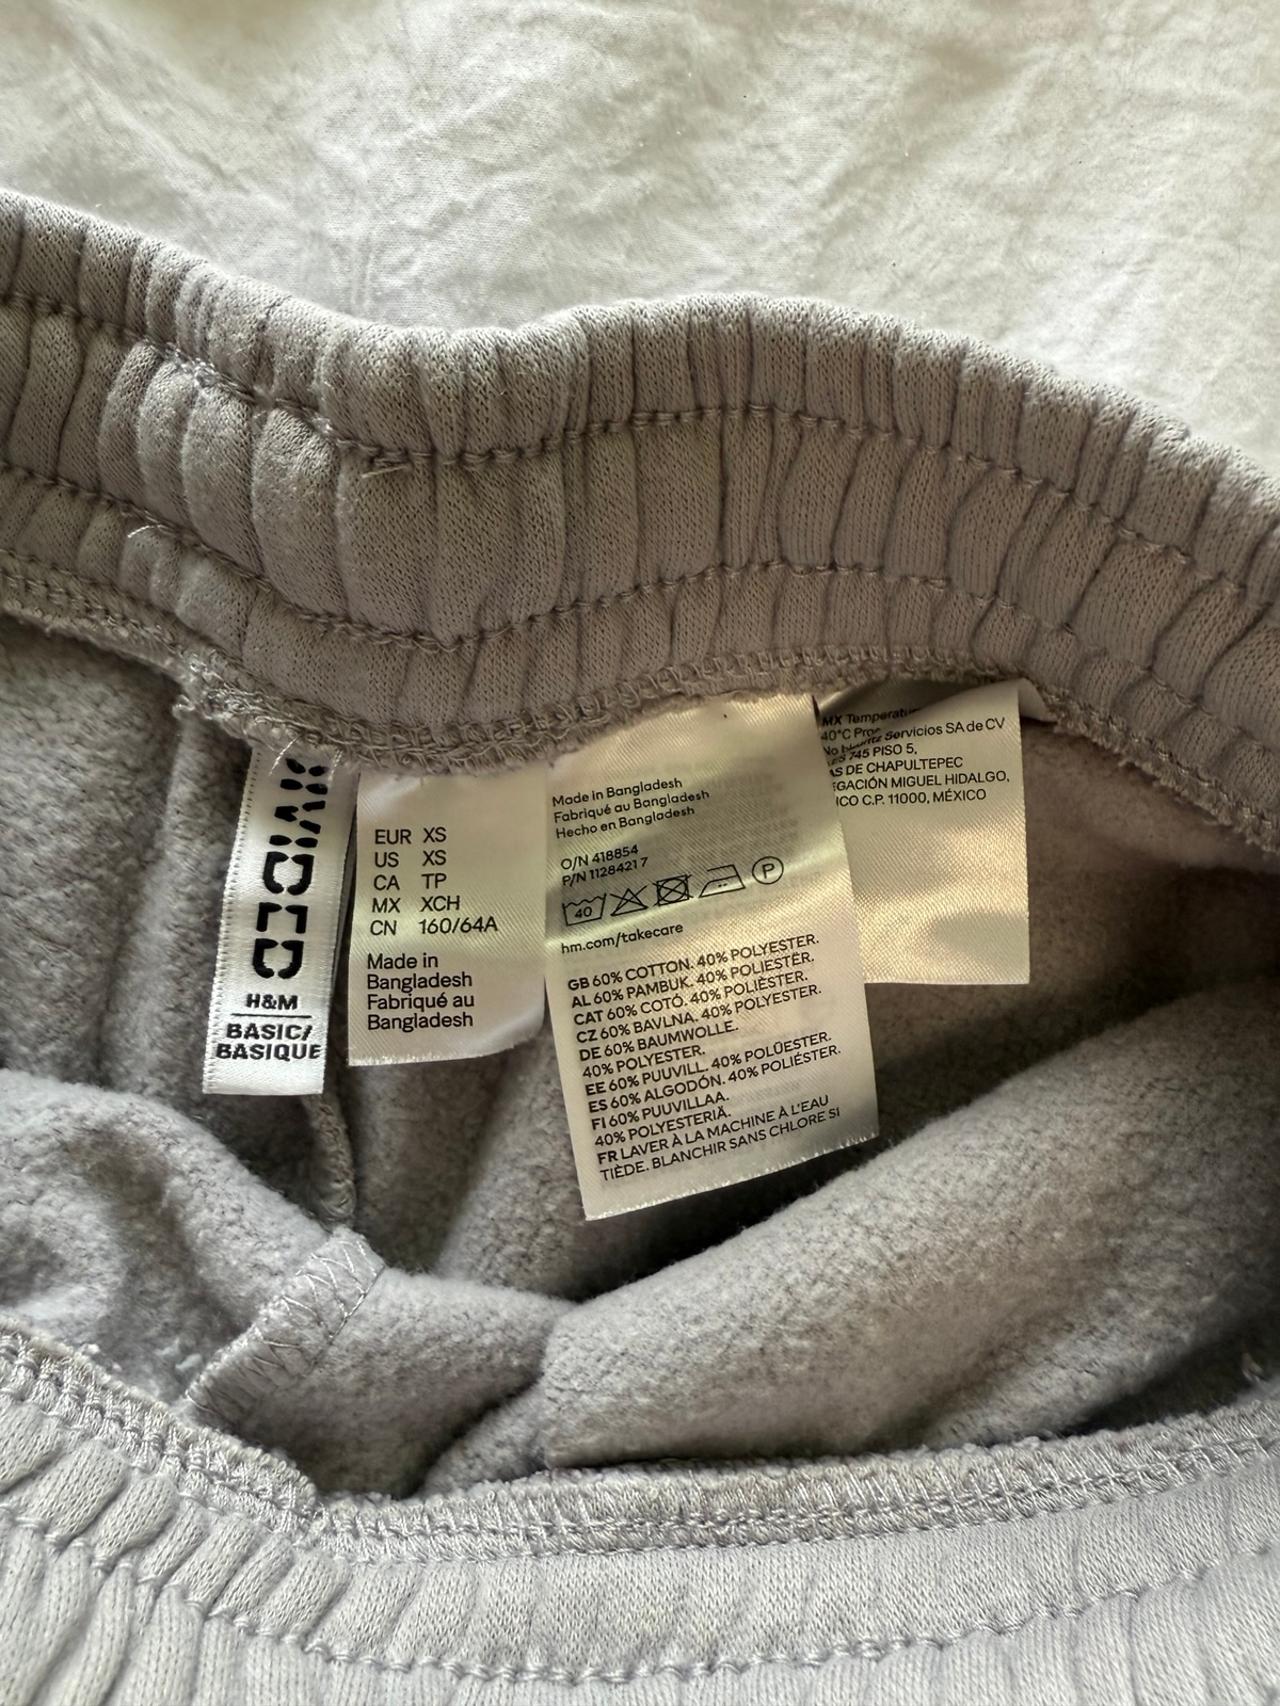 DIVIDED
H&M
BASIC/
BASIQUE
EUR XS
US XS
CA TP
MX XCH
CN 160/64A
Made in
Bangladesh
Fabriqué au
Bangladesh
Made in Bangladesh
Fabriqué au Bangladesh
Hecho en Bangladesh
O/N 418854
P/N 1128421 7
40
P
hm.com/takecare
GB 60% COTTON. 40% POLYESTER.
AL 60% PAMBUK. 40% POLIESTËR.
CAT 60% COTÓ. 40% POLIÈSTER.
CZ 60% BAVLNA. 40% POLYESTER.
DE 60% BAUMWOLLE.
40% POLYESTER.
EE 60% PUUVILL. 40% POLÜESTER.
ES 60% ALGODÓN. 40% POLIÉSTER.
FI 60% PUUVILLAA.
40% POLYESTERIÄ.
FR LAVER À LA MACHINE À L'EAU
TIÈDE. BLANCHIR SANS CHLORE SI
MX
40°C
Servicios SA de CV
745 PISO 5,
DE CHAPULTEPEC
MIGUEL HIDALGO,
C.P. 11000, MÉXICO